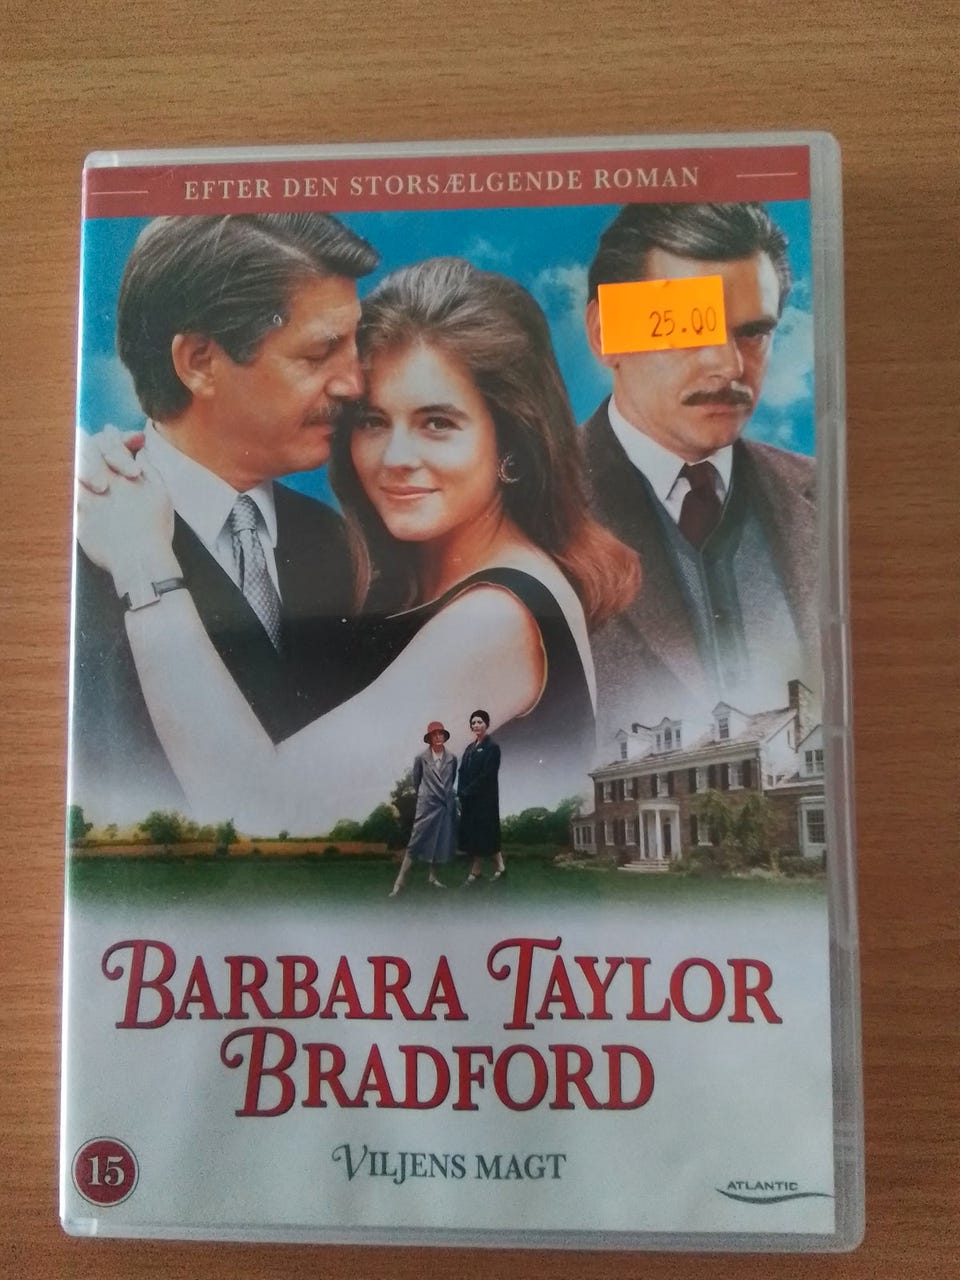 EFTER DEN STORSÆLGENDE ROMAN
25.00
BARBARA TAYLOR
BRADFORD
VILJENS MAGT
15
ATLANTIC